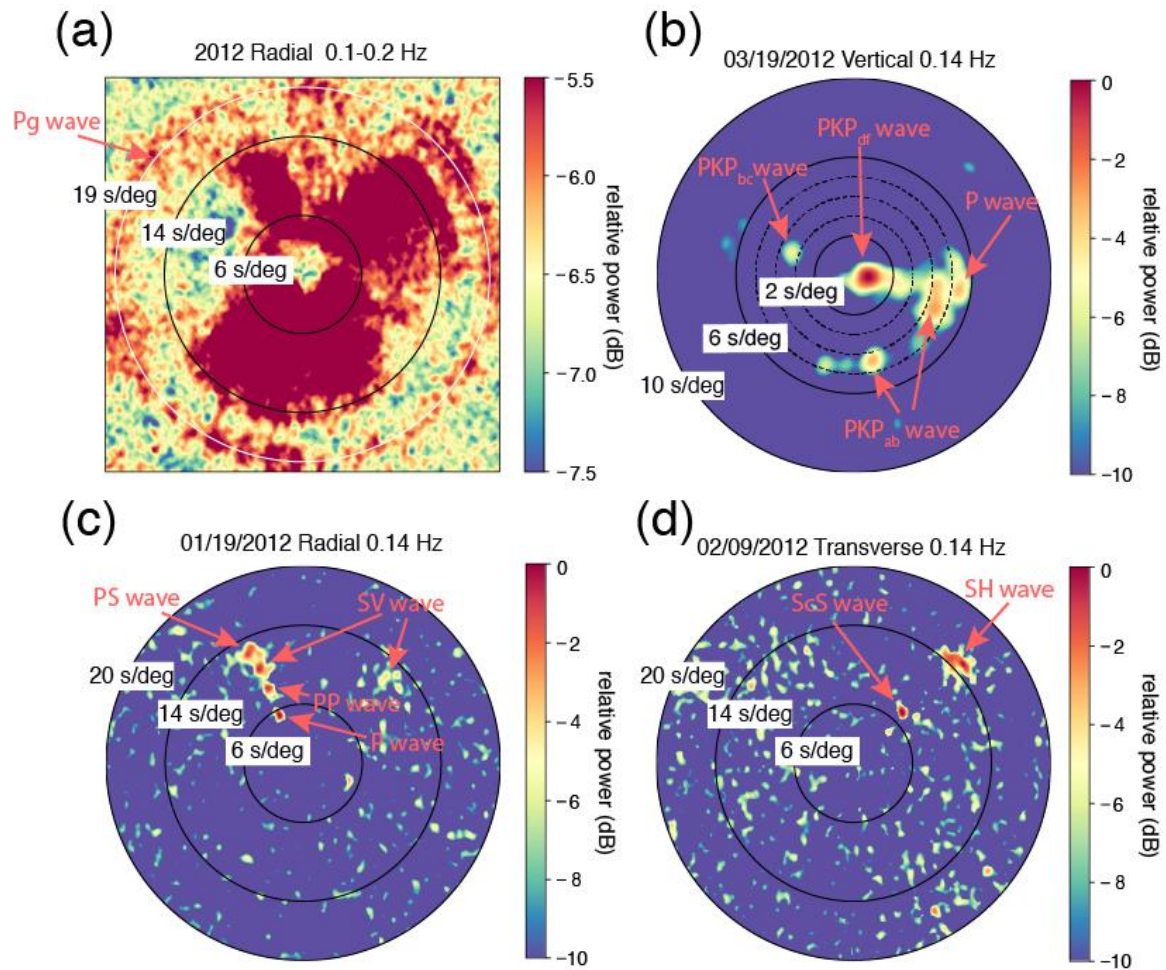 (a)
2012 Radial 0.1-0.2 Hz
Pg wave
19 s/deg
14 s/deg
6 s/deg
−5.5
−6.0
−6.5
−7.0
−7.5
relative power (dB)
(b)
03/19/2012 Vertical 0.14 Hz
PKPdf wave
PKPbc wave
P wave
2 s/deg
6 s/deg
10 s/deg
PKPab wave
0
−2
−4
−6
−8
−10
relative power (dB)
(c)
01/19/2012 Radial 0.14 Hz
PS wave
SV wave
20 s/deg
14 s/deg
PP wave
6 s/deg
P wave
0
−2
−4
−6
−8
−10
relative power (dB)
(d)
02/09/2012 Transverse 0.14 Hz
ScS wave
SH wave
20 s/deg
14 s/deg
6 s/deg
0
−2
−4
−6
−8
−10
relative power (dB)